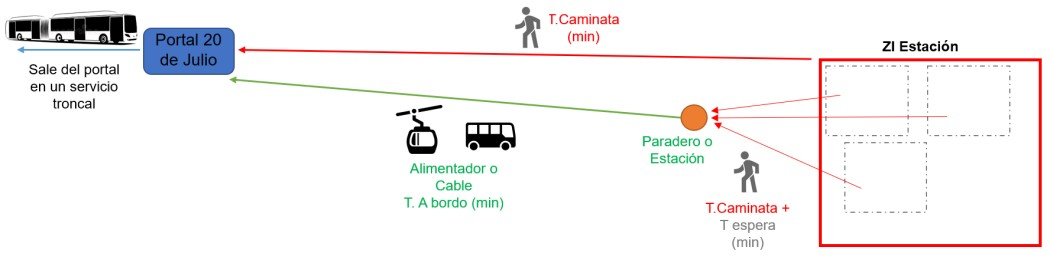 T.Caminata
(min)
ZI Estación
Portal 20
de Julio
Sale del portal
en un servicio
troncal
Paradero o
Estación
Alimentador o
Cable
T. A bordo (min)
T.Caminata +
T espera
(min)